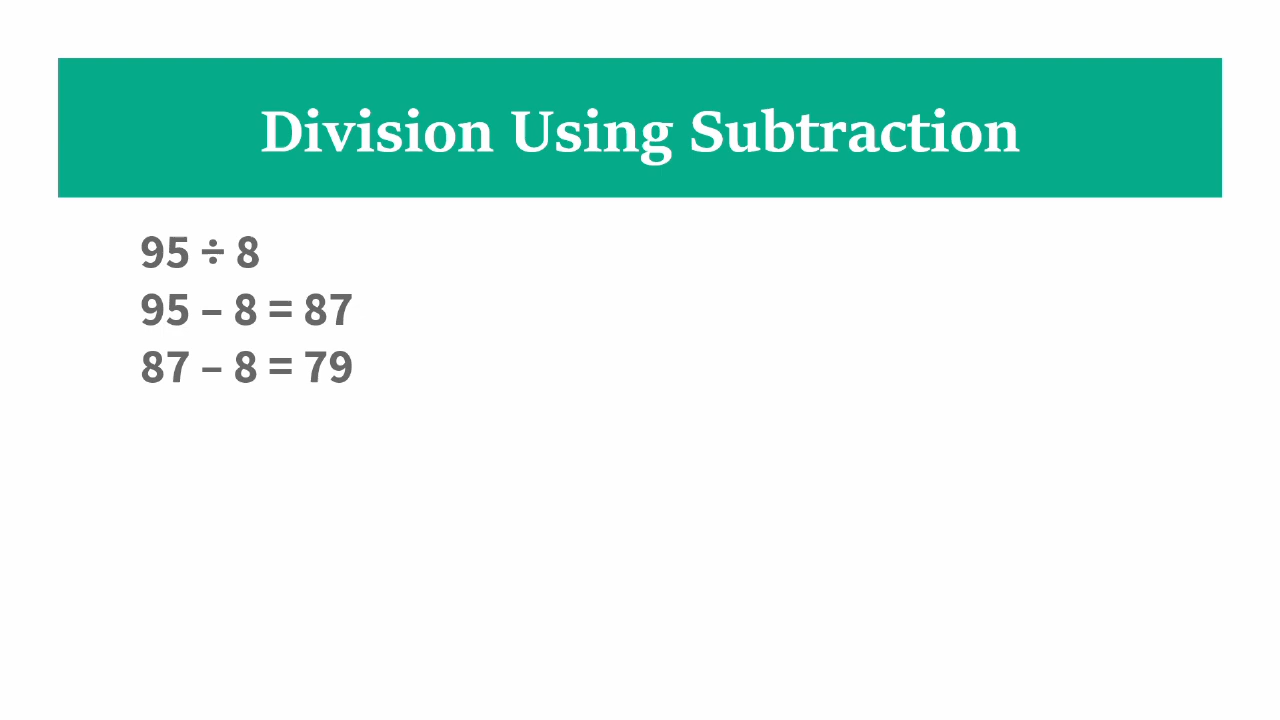 Division Using Subtraction
95 ÷ 8
95 – 8 = 87
87 – 8 = 79